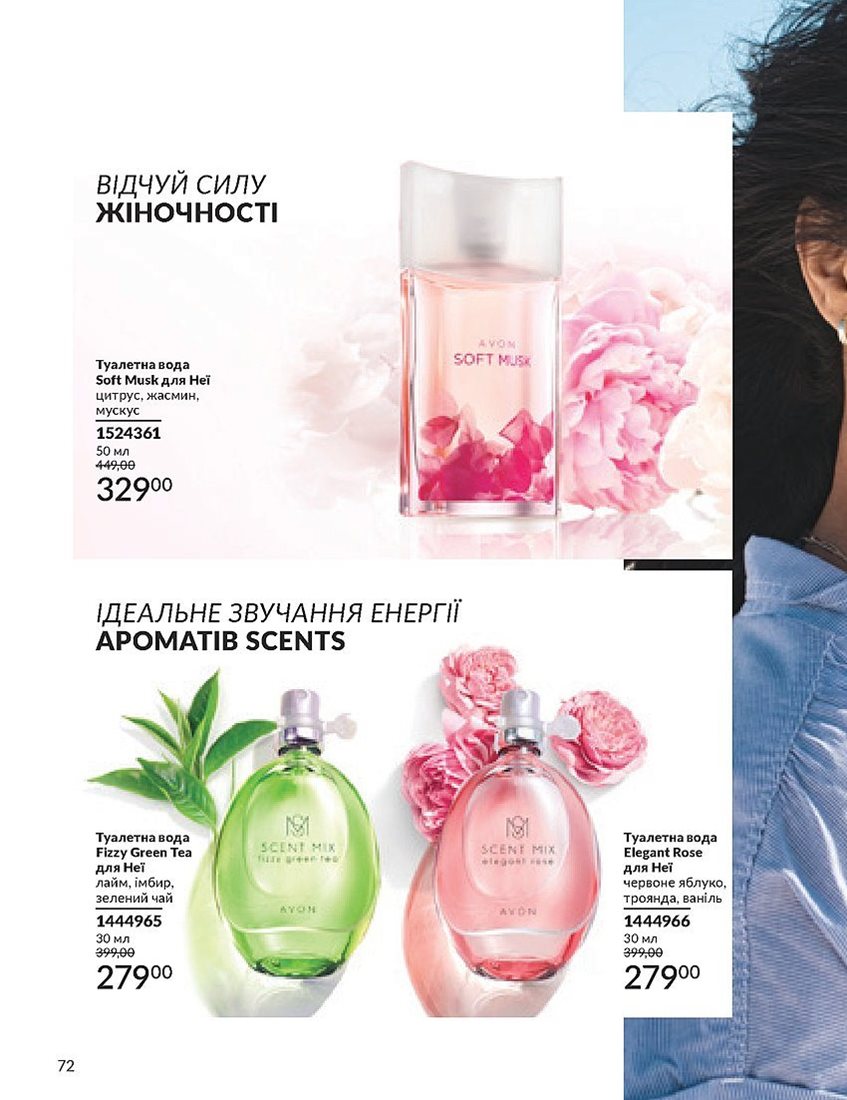 ВІДЧУЙ СИЛУ
ЖІНОЧНОСТІ
AVON
SOFT MUSK
Туалетна вода
Soft Musk для Неї
цитрус, жасмин,
мускус
1524361
50 мл
449,00
329⁰⁰
ІДЕАЛЬНЕ ЗВУЧАННЯ ЕНЕРГІЇ
АРОМАТІВ SCENTS
SCENT MIX
fizzy green tea
AVON
SCENT MIX
elegant rose
AVON
Туалетна вода
Fizzy Green Tea
для Неї
лайм, імбир,
зелений чай
1444965
30 мл
399,00
279⁰⁰
Туалетна вода
Elegant Rose
для Неї
червоне яблуко,
троянда, ваніль
1444966
30 мл
399,00
279⁰⁰
72